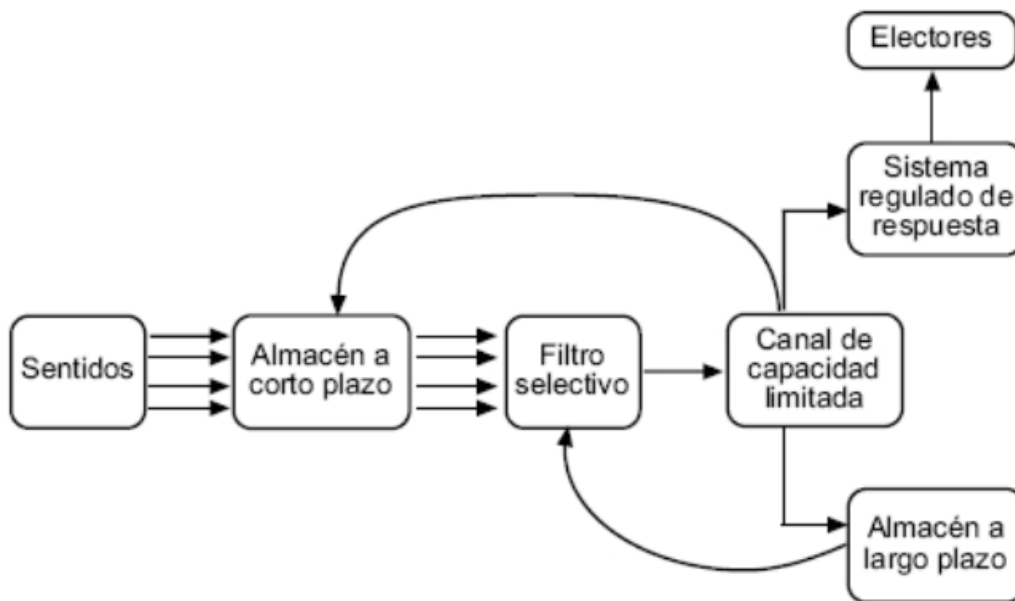 Electores
Sistema
regulado de
respuesta
Sentidos
Almacén a
corto plazo
Filtro
selectivo
Canal de
capacidad
limitada
Almacén a
largo plazo